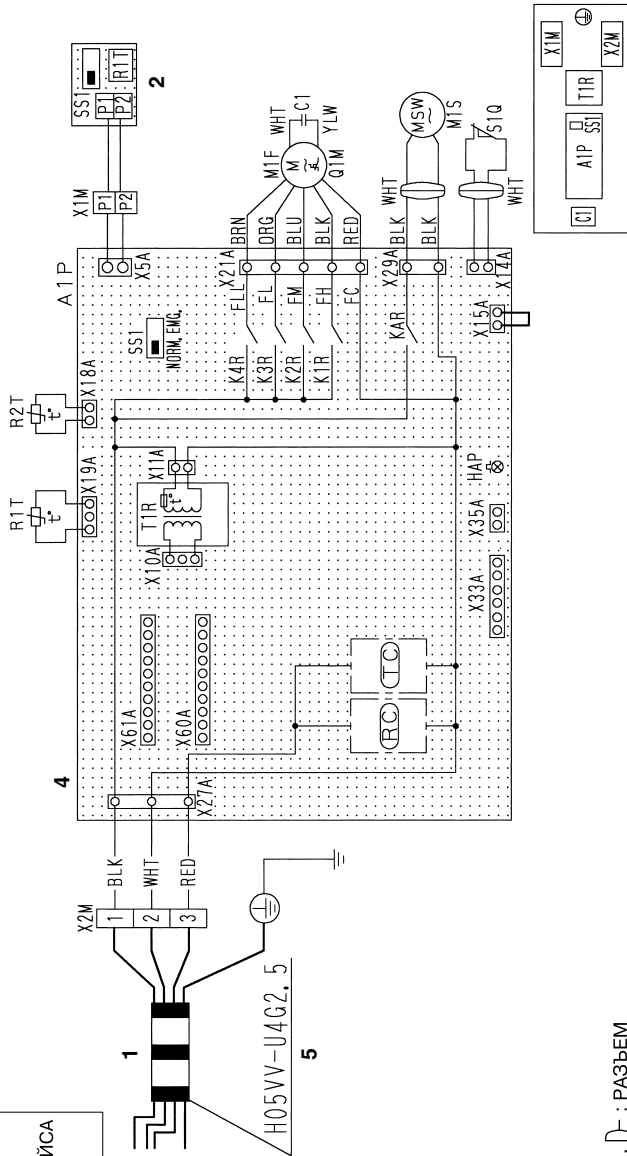 ЙСА
1
H05VV-U4G2.5
5
X2M
1
2
3
BLK
WHT
RED
4
A1P
X27A
X61A
X60A
X10A
T1R
t°
X11A
R1T
t°
X19A
R2T
t°
X18A
SS1
NORM. EMG.
RC
TC
X33A
X35A
HAP
X15A
X14A
K4R
K3R
K2R
K1R
KAR
FLL
FL
FM
FH
FC
X21A
X29A
BRN
ORG
BLU
BLK
RED
BLK
BLK
WHT
WHT
M1F
M
Q1M
WHT
C1
YLW
MSW
M1S
S1Q
X5A
X1M
P1
P2
SS1
P1
P2
R1T
2
X1M
X2M
T1R
A1P
SS1
C1
: РАЗЪЕМ